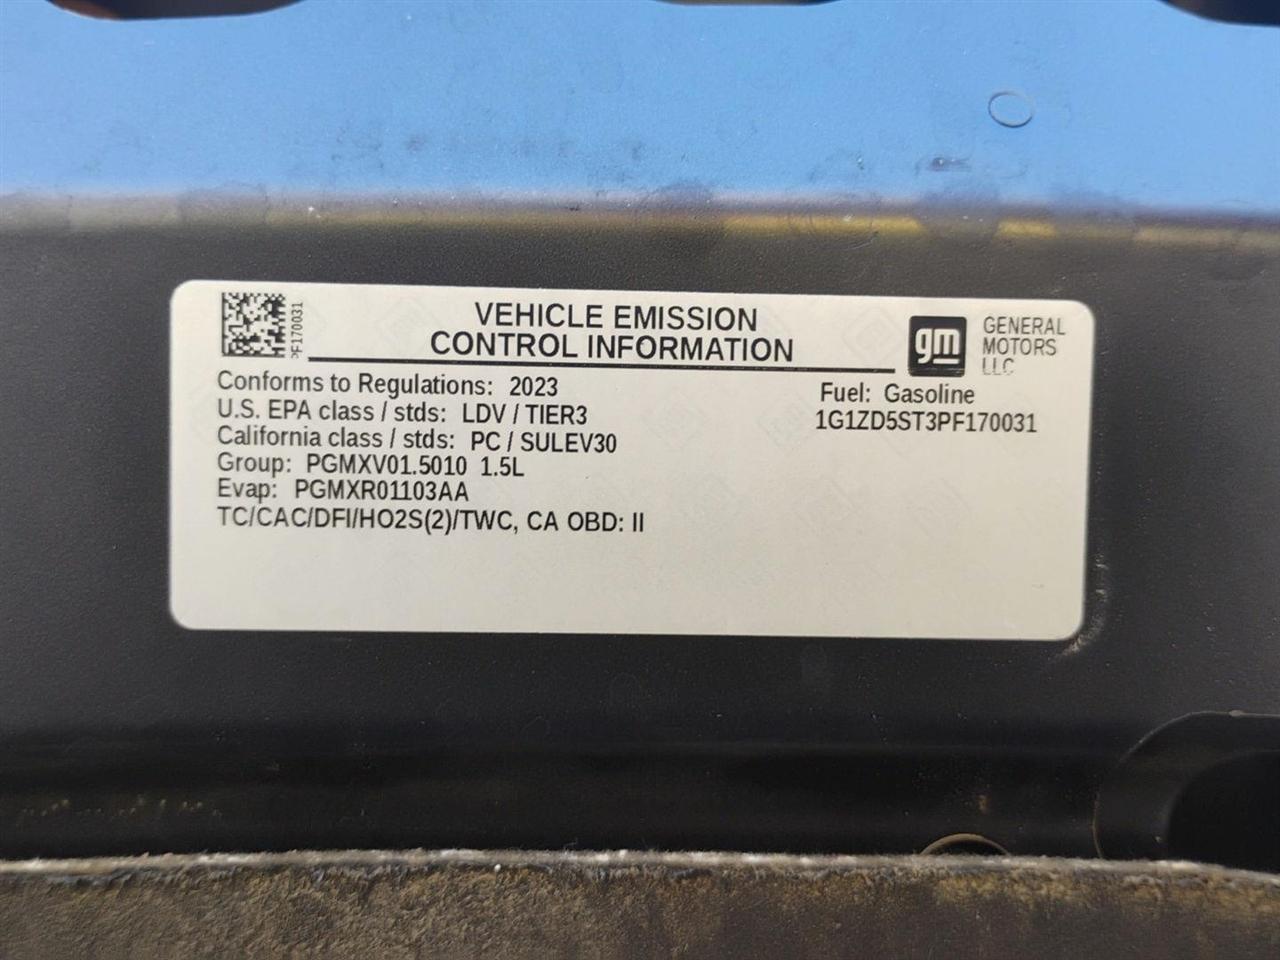 PF170031
VEHICLE EMISSION
CONTROL INFORMATION
gm
GENERAL
MOTORS
LLC
Conforms to Regulations: 2023
U.S. EPA class / stds: LDV / TIER3
California class / stds: PC / SULEV30
Group: PGMXV01.5010 1.5L
Evap: PGMXR01103AA
TC/CAC/DFI/HO2S(2)/TWC, CA OBD: II
Fuel: Gasoline
1G1ZD5ST3PF170031